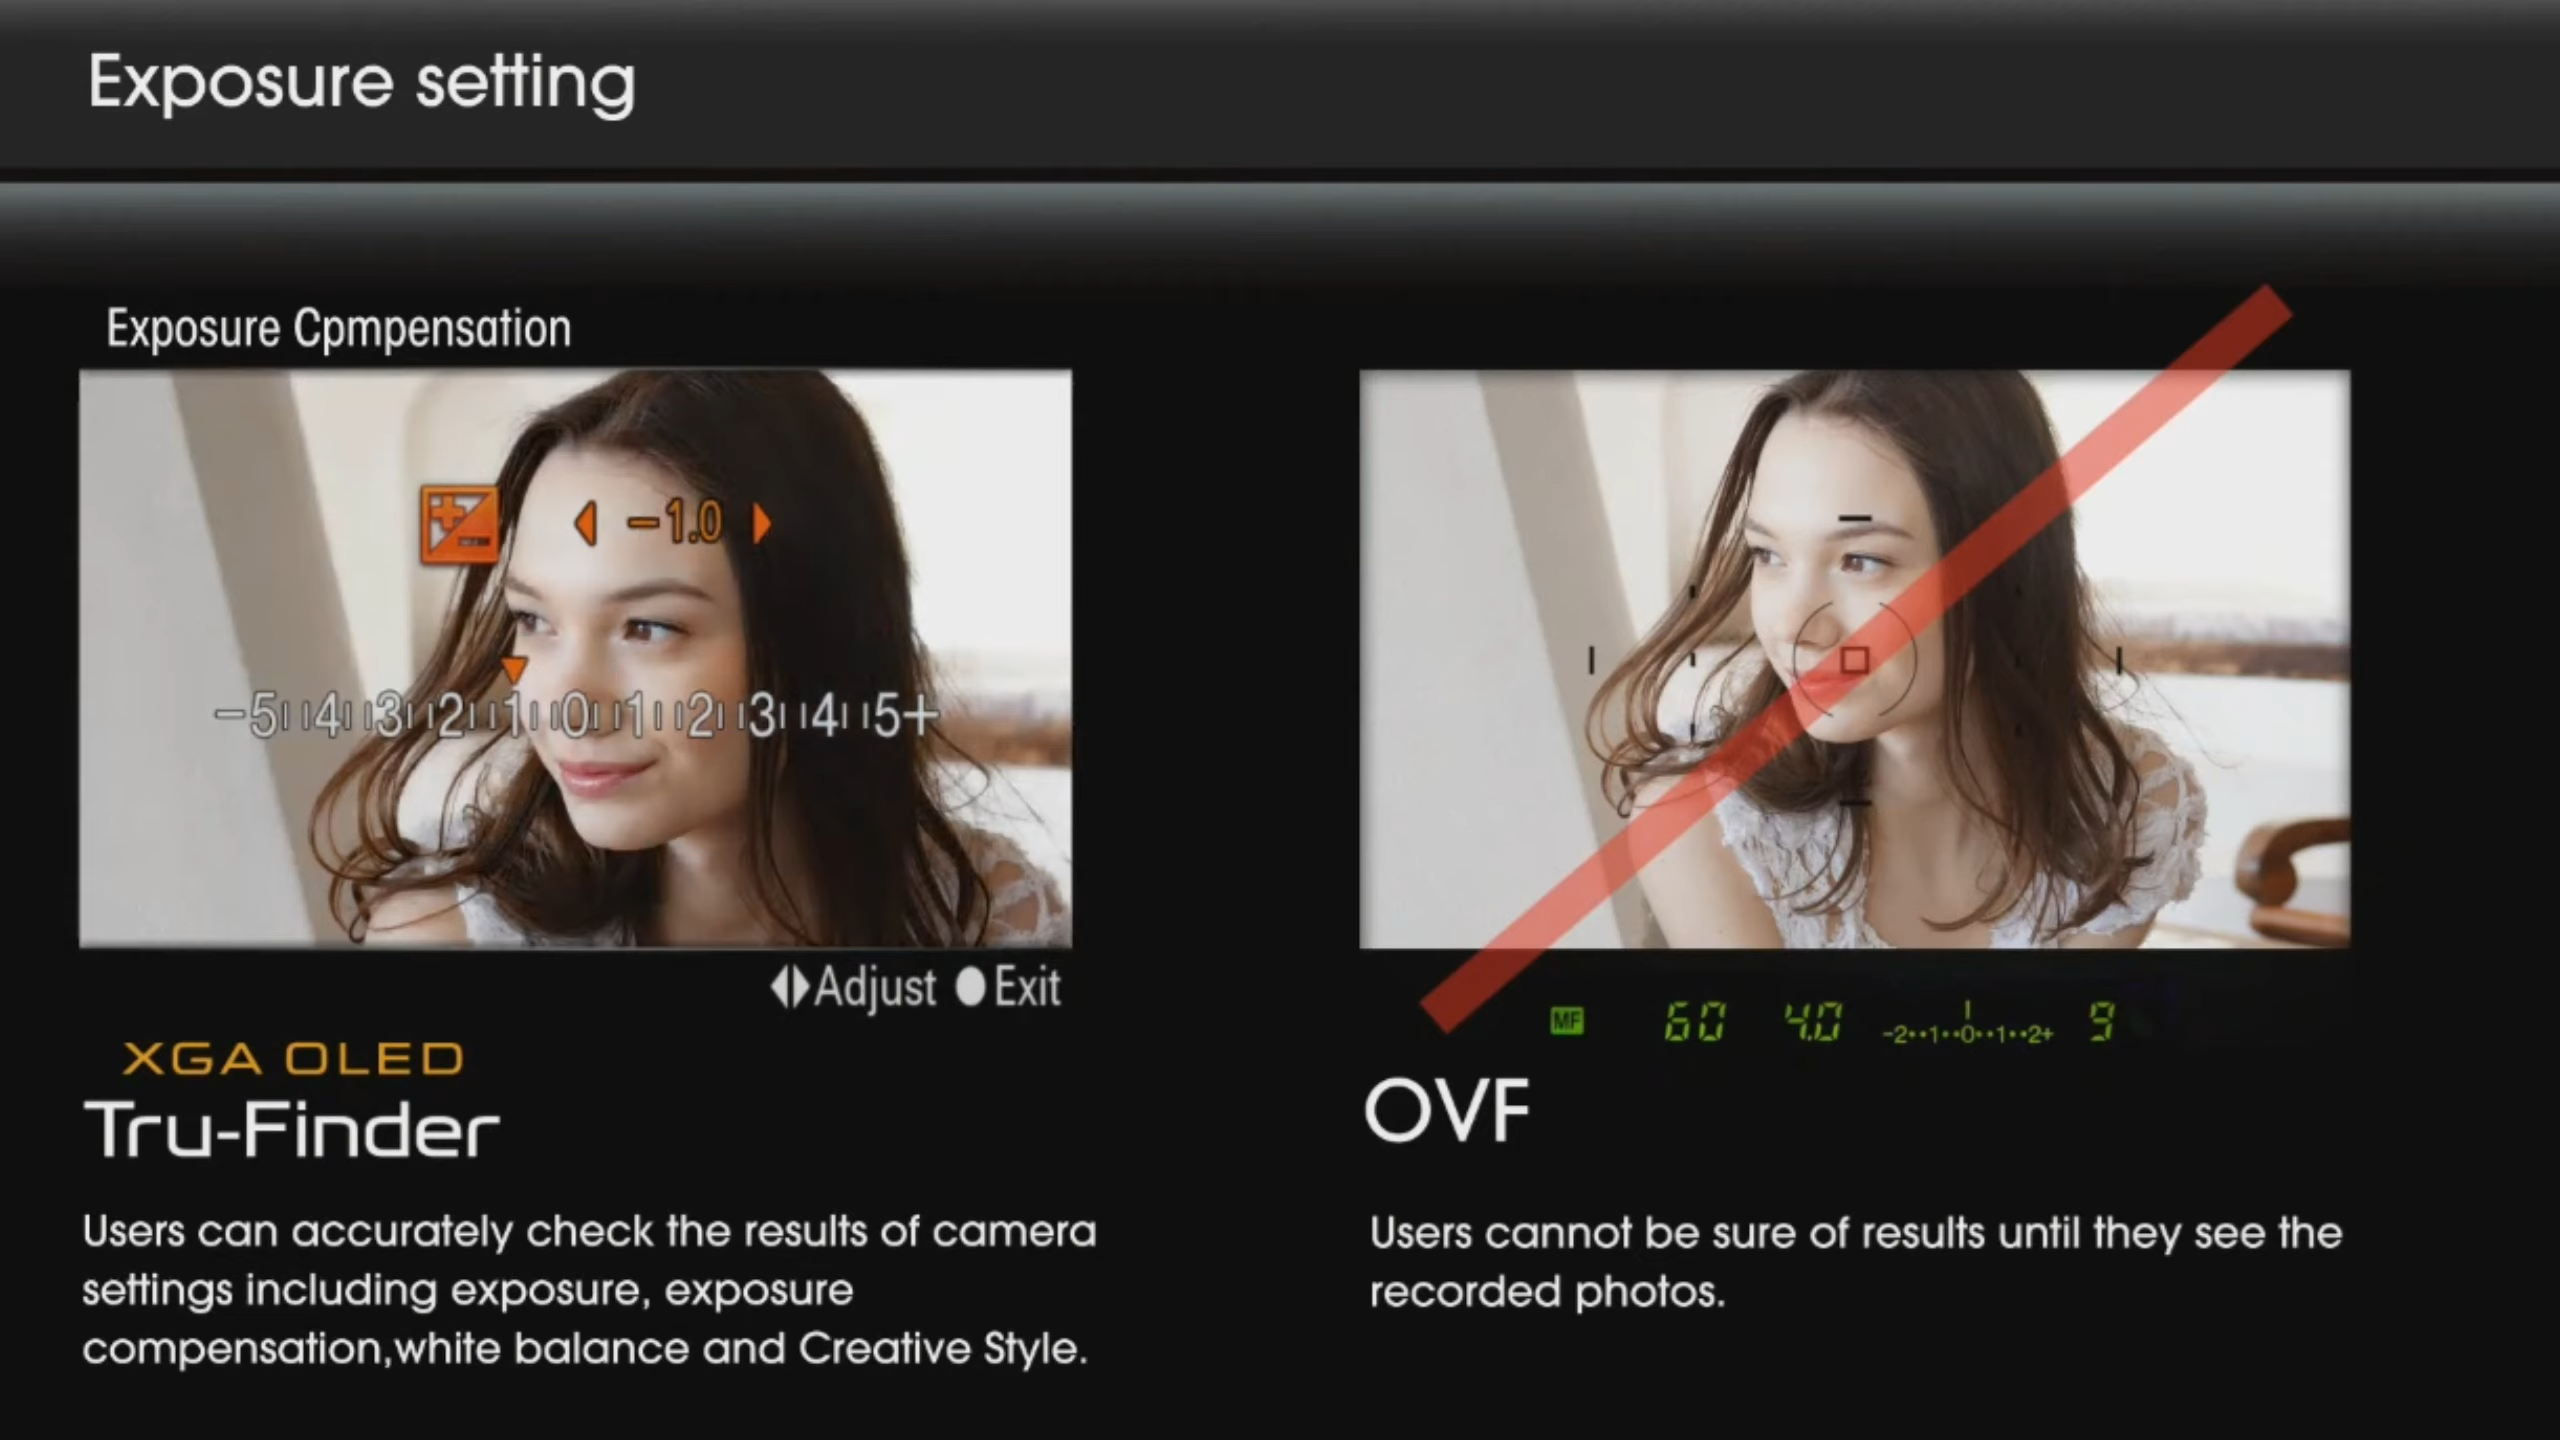 Exposure setting
Exposure Cpmpensation
−1.0
−5 4 3 2 1 0 1 2 3 4 5+
Adjust Exit
XGA OLED
Tru-Finder
Users can accurately check the results of camera
settings including exposure, exposure
compensation,white balance and Creative Style.
MF 60 4.0 -2··1··0··1··2+ 9
OVF
Users cannot be sure of results until they see the
recorded photos.